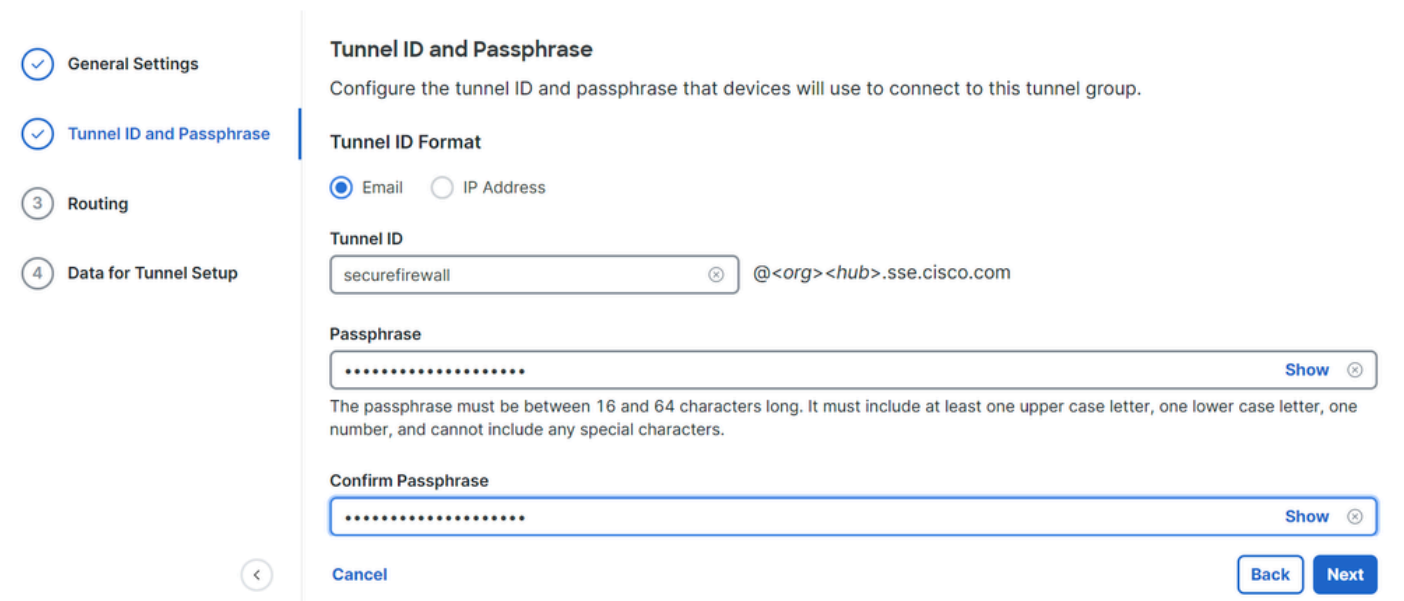 General Settings
Tunnel ID and Passphrase
3 Routing
4 Data for Tunnel Setup
Tunnel ID and Passphrase
Configure the tunnel ID and passphrase that devices will use to connect to this tunnel group.
Tunnel ID Format
Email IP Address
Tunnel ID
securefirewall @<org><hub>.sse.cisco.com
Passphrase
•••••••••••••••••••• Show
The passphrase must be between 16 and 64 characters long. It must include at least one upper case letter, one lower case letter, one
number, and cannot include any special characters.
Confirm Passphrase
•••••••••••••••••••• Show
Cancel Back Next